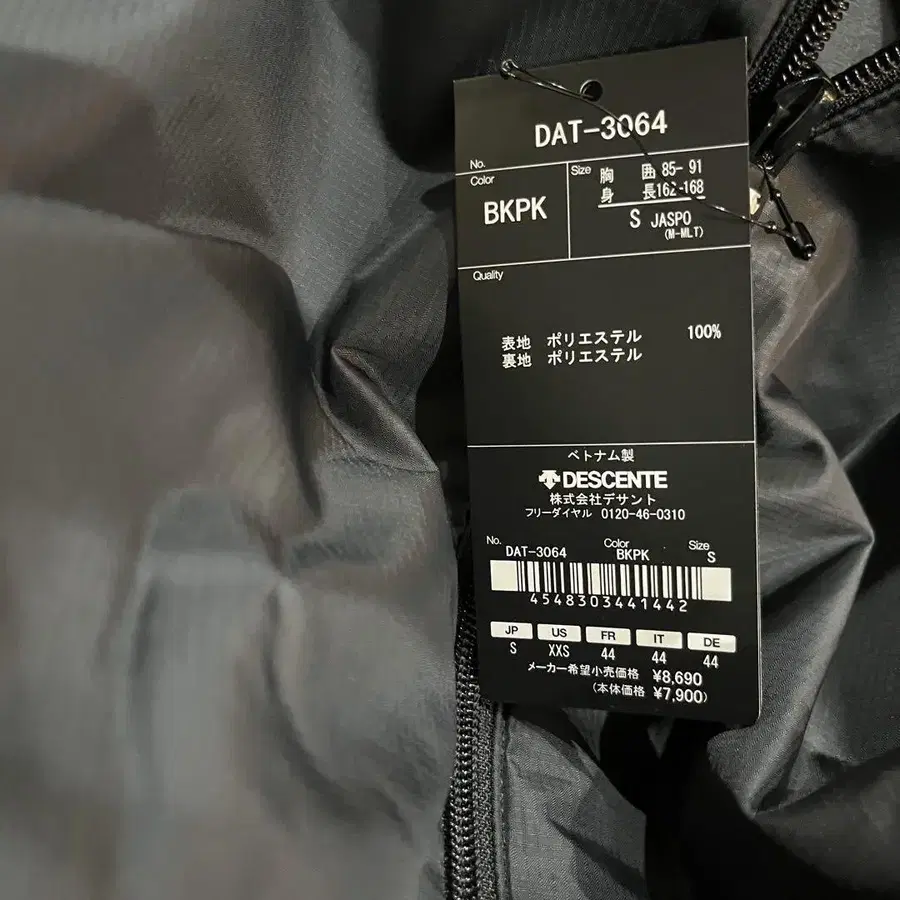 DAT-3064
No.
Color
BKPK
Size 胸 囲 85- 91
身 長 162-168
S JASPO
(M-MLT)
Quality
表地 ポリエステル 100%
裏地 ポリエステル
ベトナム製
DESCENTE
株式会社デサント
フリーダイヤル 0120-46-0310
No. Color Size
DAT-3064 BKPK S
4548303441442
JP US FR IT DE
S XXS 44 44 44
メーカー希望小売価格 ¥8,690
(本体価格 ¥7,900)